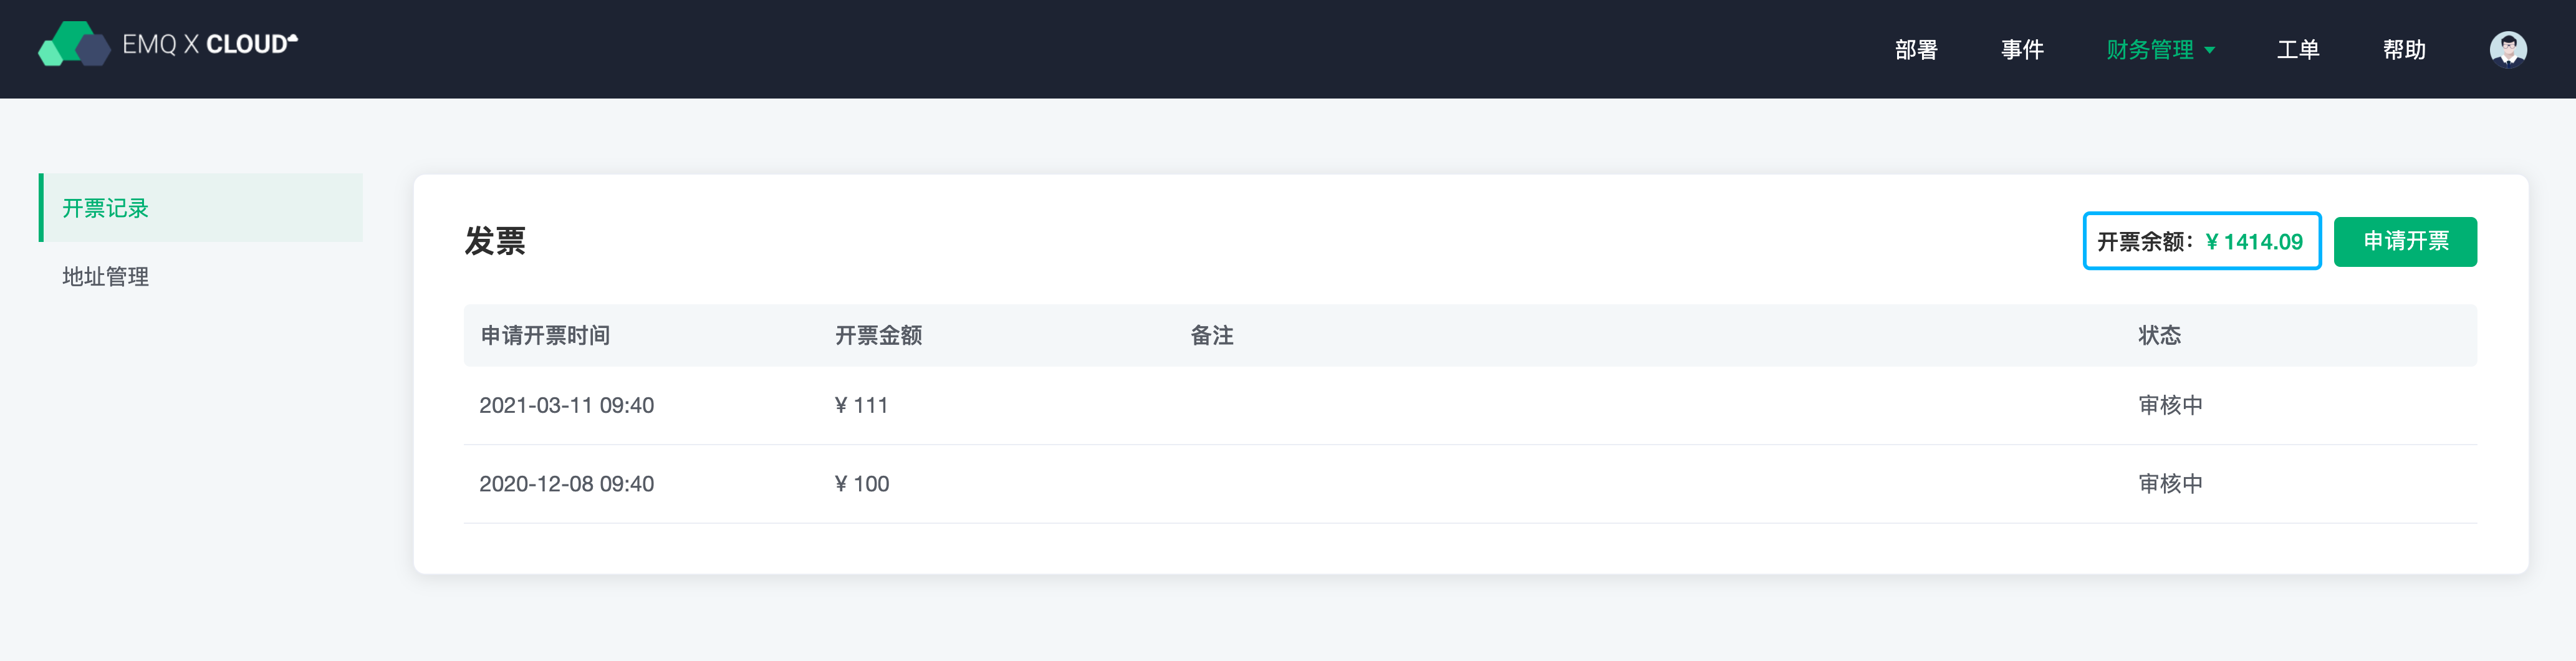 EMQ X CLOUD
部署 事件 财务管理 工单 帮助
开票记录
地址管理
发票
开票余额：¥ 1414.09 申请开票
申请开票时间 开票金额 备注 状态
2021-03-11 09:40 ¥ 111 审核中
2020-12-08 09:40 ¥ 100 审核中